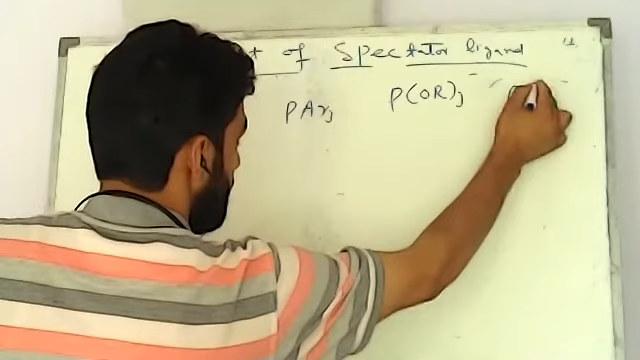 t of Spectator ligand
PAr₃ P(OR)₃